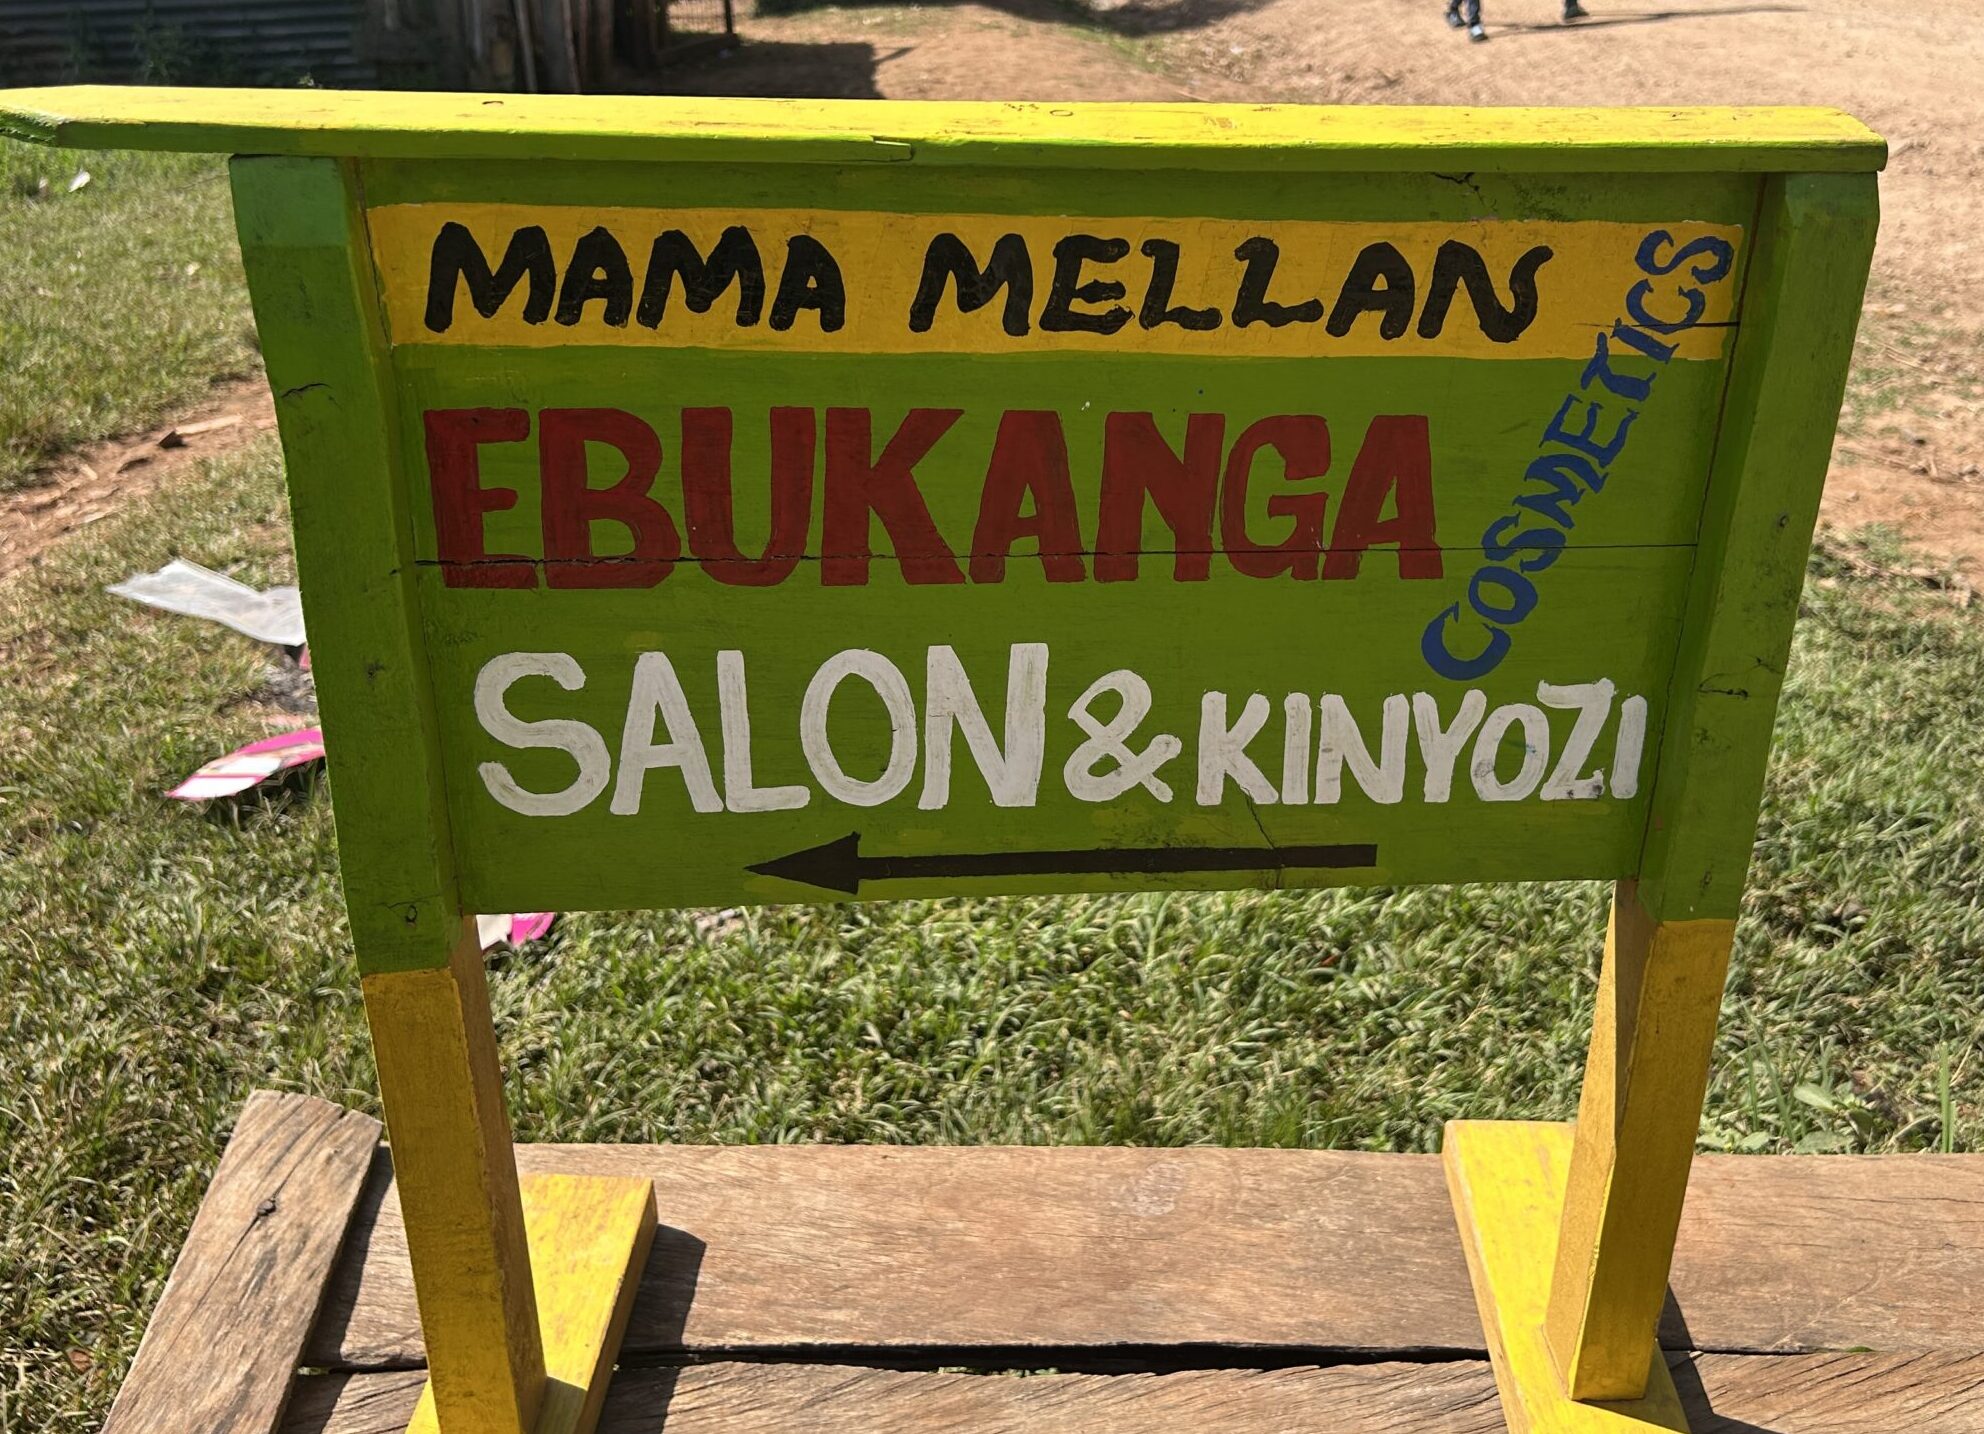 MAMA MELLAN
EBUKANGA
COSMETICS
SALON & KINYOZI